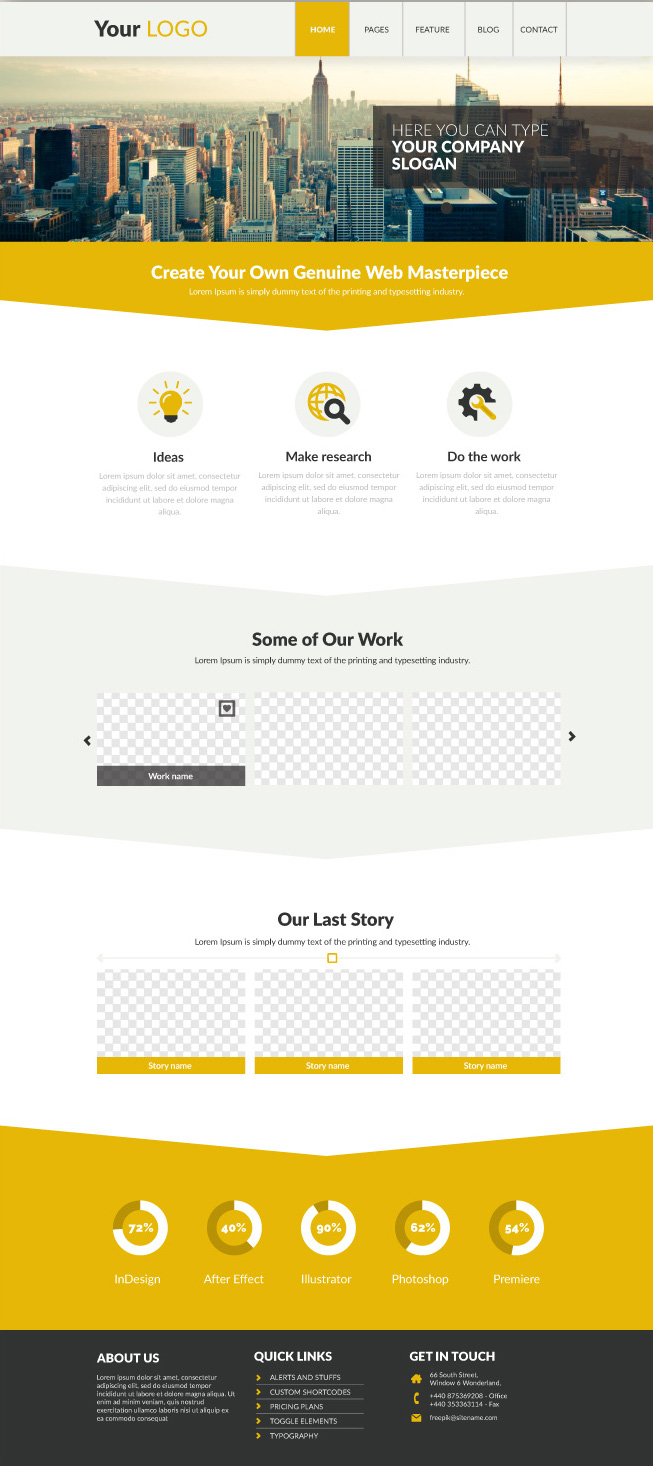 Your LOGO
HOME PAGES FEATURE BLOG CONTACT
HERE YOU CAN TYPE
YOUR COMPANY
SLOGAN
Create Your Own Genuine Web Masterpiece
Lorem Ipsum is simply dummy text of the printing and typesetting industry.
Ideas
Lorem ipsum dolor sit amet, consectetur
adipiscing elit, sed do eiusmod tempor
incididunt ut labore et dolore magna
aliqua.
Make research
Lorem ipsum dolor sit amet, consectetur
adipiscing elit, sed do eiusmod tempor
incididunt ut labore et dolore magna
aliqua.
Do the work
Lorem ipsum dolor sit amet, consectetur
adipiscing elit, sed do eiusmod tempor
incididunt ut labore et dolore magna
aliqua.
Some of Our Work
Lorem Ipsum is simply dummy text of the printing and typesetting industry.
Work name
Our Last Story
Lorem Ipsum is simply dummy text of the printing and typesetting industry.
Story name
Story name
Story name
72% 40% 90% 62% 54%
InDesign After Effect Illustrator Photoshop Premiere
ABOUT US
Lorem ipsum dolor sit amet, consectetur
adipiscing elit, sed do eiusmod tempor
incididunt ut labore et dolore magna aliqua. Ut
enim ad minim veniam, quis nostrud
exercitation ullamco laboris nisi ut aliquip ex
ea commodo consequat
QUICK LINKS
ALERTS AND STUFFS
CUSTOM SHORTCODES
PRICING PLANS
TOGGLE ELEMENTS
TYPOGRAPHY
GET IN TOUCH
66 South Street,
Window 6 Wonderland,
+440 875369208 - Office
+440 353363114 - Fax
freepik@sitename.com